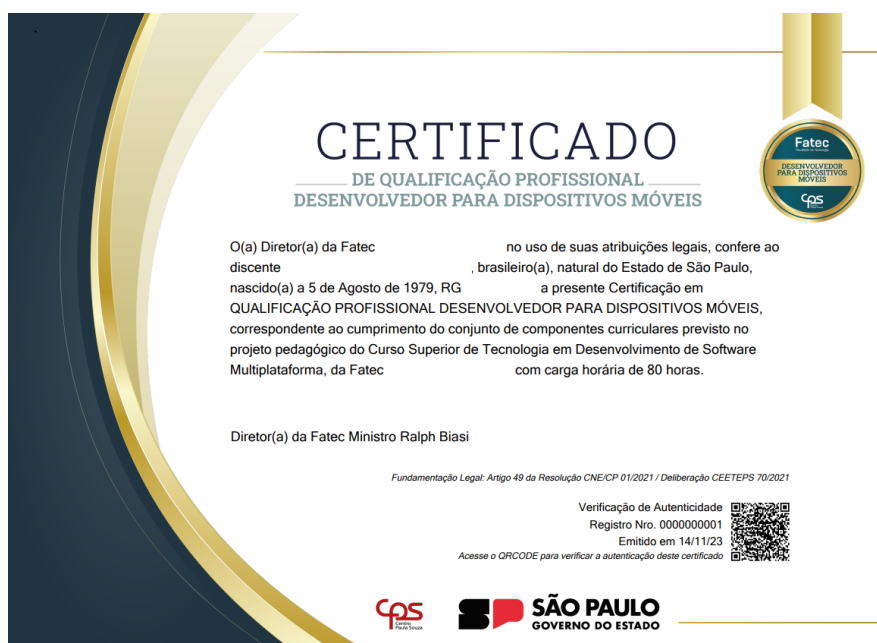 CERTIFICADO
DE QUALIFICAÇÃO PROFISSIONAL
DESENVOLVEDOR PARA DISPOSITIVOS MÓVEIS
Fatec
DESENVOLVEDOR
PARA DISPOSITIVOS
MÓVEIS
cps
O(a) Diretor(a) da Fatec no uso de suas atribuições legais, confere ao
discente , brasileiro(a), natural do Estado de São Paulo,
nascido(a) a 5 de Agosto de 1979, RG a presente Certificação em
QUALIFICAÇÃO PROFISSIONAL DESENVOLVEDOR PARA DISPOSITIVOS MÓVEIS,
correspondente ao cumprimento do conjunto de componentes curriculares previsto no
projeto pedagógico do Curso Superior de Tecnologia em Desenvolvimento de Software
Multiplataforma, da Fatec com carga horária de 80 horas.
Diretor(a) da Fatec Ministro Ralph Biasi
Fundamentação Legal: Artigo 49 da Resolução CNE/CP 01/2021 / Deliberação CEETEPS 70/2021
Verificação de Autenticidade
Registro Nro. 0000000001
Emitido em 14/11/23
Acesse o QRCODE para verificar a autenticação deste certificado
cps
Centro
Paula Souza
SP
SÃO PAULO
GOVERNO DO ESTADO